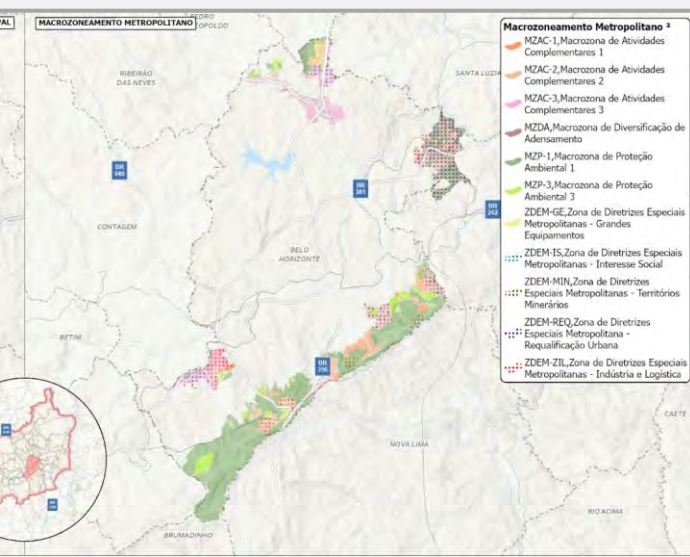 PAL
MACROZONEAMENTO METROPOLITANO
PEDRO
LEOPOLDO
RIBEIRÃO
DAS NEVES
SANTA LUZIA
BR
040
BR
381
BR
262
CONTAGEM
BELO
HORIZONTE
BETIM
BR
356
NOVA LIMA
CAETE
RIO ACIMA
BRUMADINHO
Macrozoneamento Metropolitano ²
MZAC-1,Macrozona de Atividades
Complementares 1
MZAC-2,Macrozona de Atividades
Complementares 2
MZAC-3,Macrozona de Atividades
Complementares 3
MZDA,Macrozona de Diversificação de
Adensamento
MZP-1,Macrozona de Proteção
Ambiental 1
MZP-3,Macrozona de Proteção
Ambiental 3
ZDEM-GE,Zona de Diretrizes Especiais
Metropolitanas - Grandes
Equipamentos
ZDEM-IS,Zona de Diretrizes Especiais
Metropolitanas - Interesse Social
ZDEM-MIN,Zona de Diretrizes
Especiais Metropolitanas - Territórios
Minerários
ZDEM-REQ,Zona de Diretrizes
Especiais Metropolitana -
Requalificação Urbana
ZDEM-ZIL,Zona de Diretrizes Especiais
Metropolitanas - Indústria e Logística